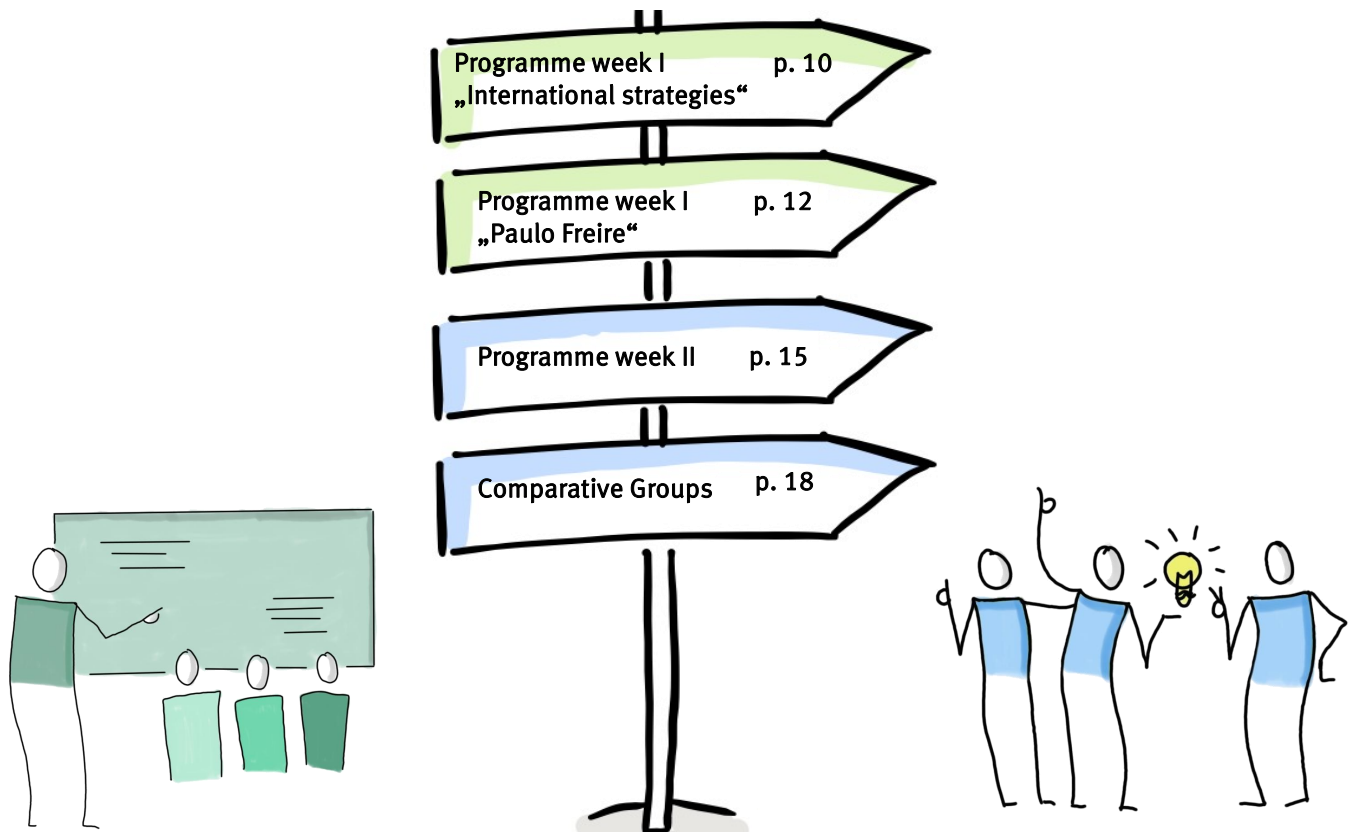 Programme week I p. 10
„International strategies“
Programme week I p. 12
„Paulo Freire“
Programme week II p. 15
Comparative Groups p. 18